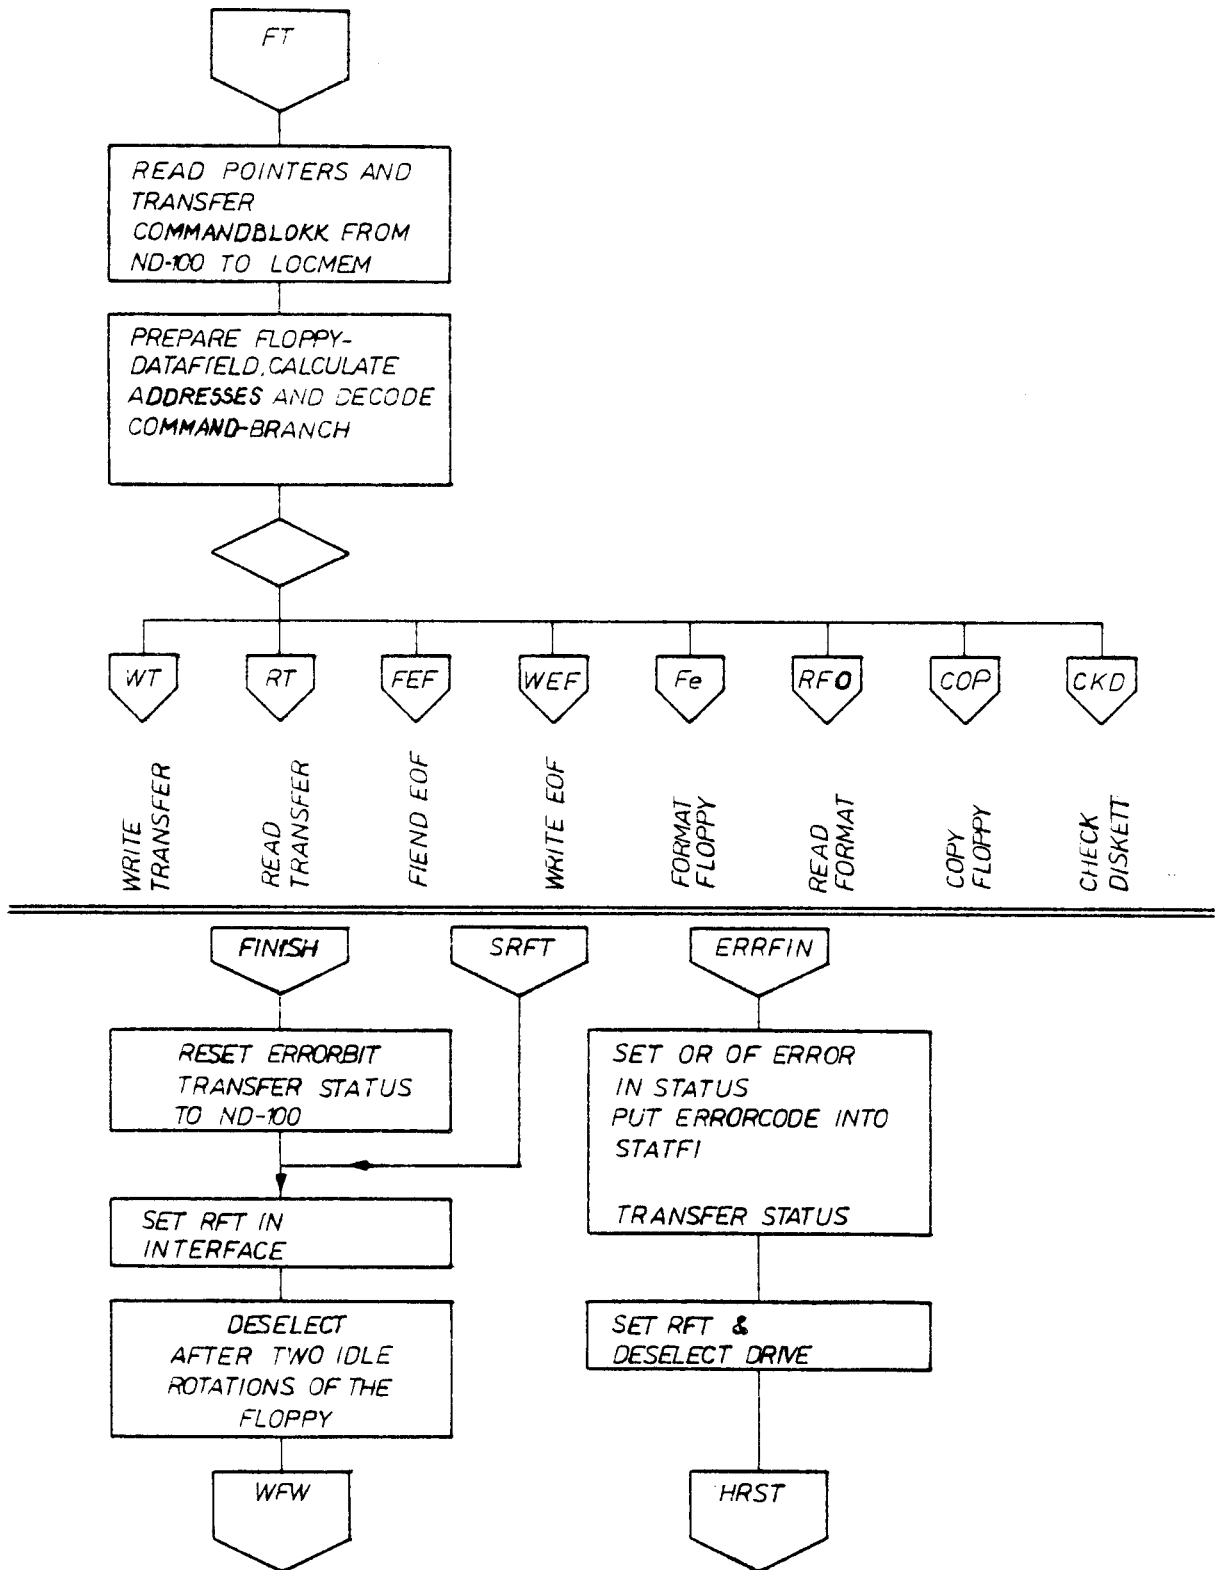 FT
READ POINTERS AND
TRANSFER
COMMANDBLOKK FROM
ND-100 TO LOCMEM
PREPARE FLOPPY-
DATAFIELD, CALCULATE
ADDRESSES AND DECODE
COMMAND-BRANCH
WT
RT
FEF
WEF
Fe
RFO
COP
CKD
WRITE
TRANSFER
READ
TRANSFER
FIEND EOF
WRITE EOF
FORMAT
FLOPPY
READ
FORMAT
COPY
FLOPPY
CHECK
DISKETT
FINISH
SRFT
ERRFIN
RESET ERRORBIT
TRANSFER STATUS
TO ND-100
SET OR OF ERROR
IN STATUS
PUT ERRORCODE INTO
STATFI
TRANSFER STATUS
SET RFT IN
INTERFACE
DESELECT
AFTER TWO IDLE
ROTATIONS OF THE
FLOPPY
SET RFT &
DESELECT DRIVE
WFW
HRST